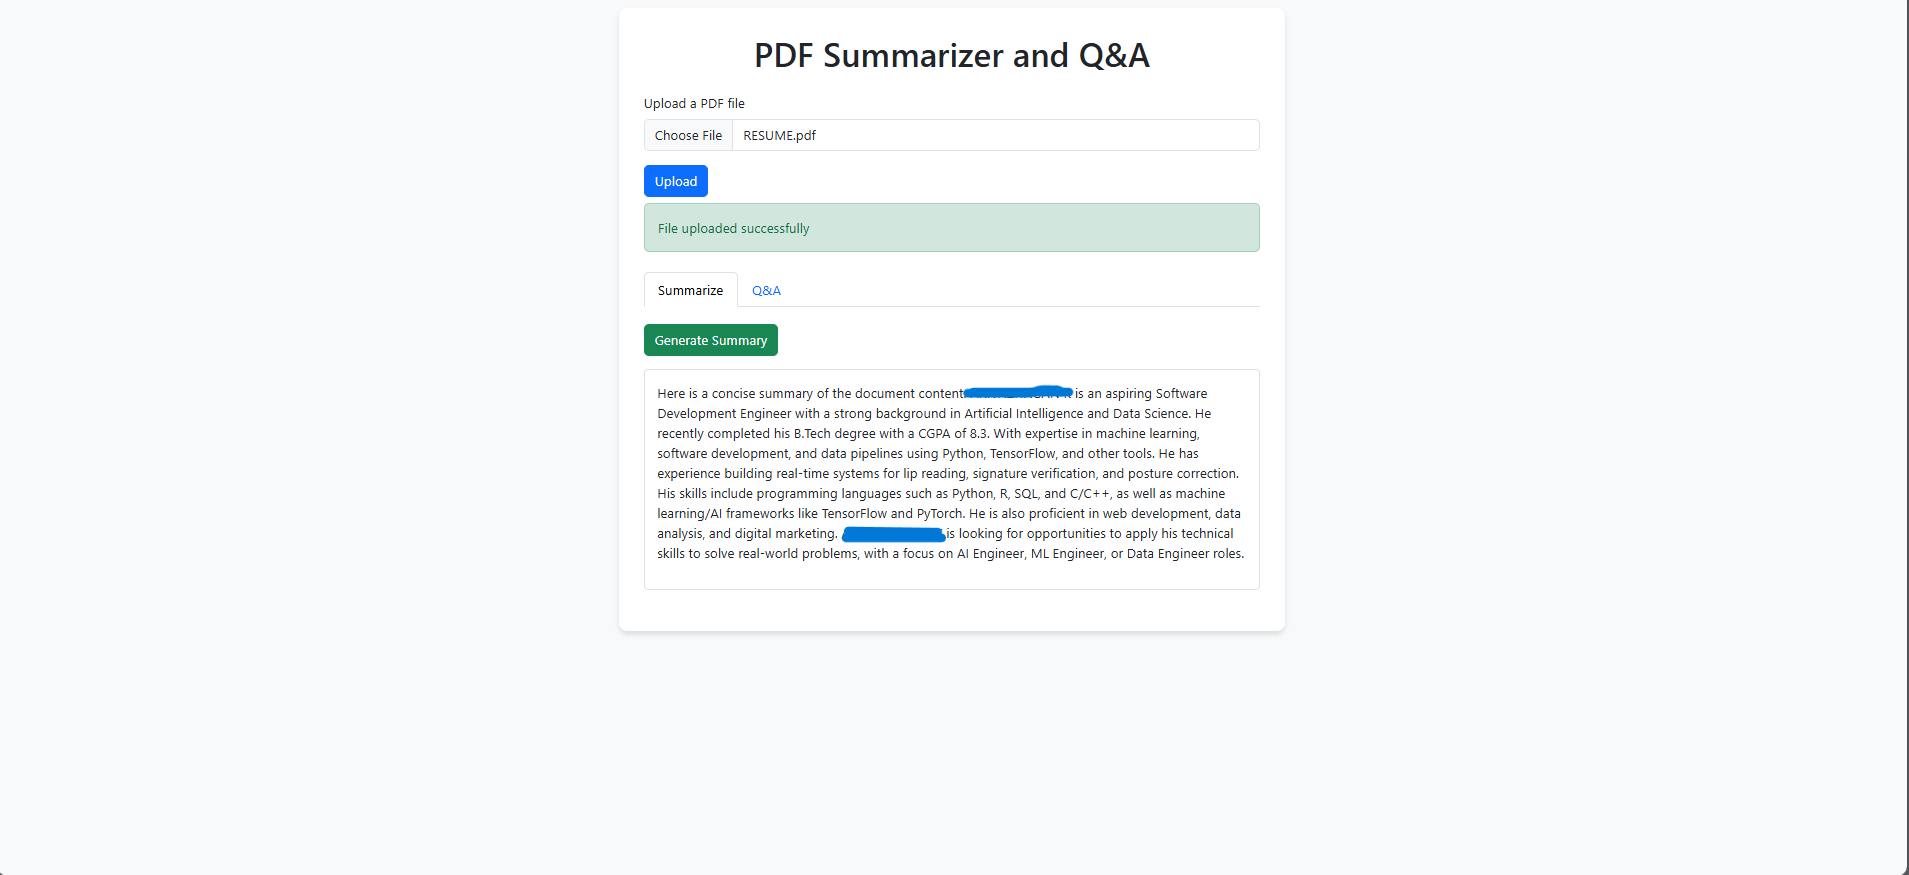 PDF Summarizer and Q&A
Upload a PDF file
Choose File RESUME.pdf
Upload
File uploaded successfully
Summarize Q&A
Generate Summary
Here is a concise summary of the document content is an aspiring Software
Development Engineer with a strong background in Artificial Intelligence and Data Science. He
recently completed his B.Tech degree with a CGPA of 8.3. With expertise in machine learning,
software development, and data pipelines using Python, TensorFlow, and other tools. He has
experience building real-time systems for lip reading, signature verification, and posture correction.
His skills include programming languages such as Python, R, SQL, and C/C++, as well as machine
learning/AI frameworks like TensorFlow and PyTorch. He is also proficient in web development, data
analysis, and digital marketing. is looking for opportunities to apply his technical
skills to solve real-world problems, with a focus on AI Engineer, ML Engineer, or Data Engineer roles.